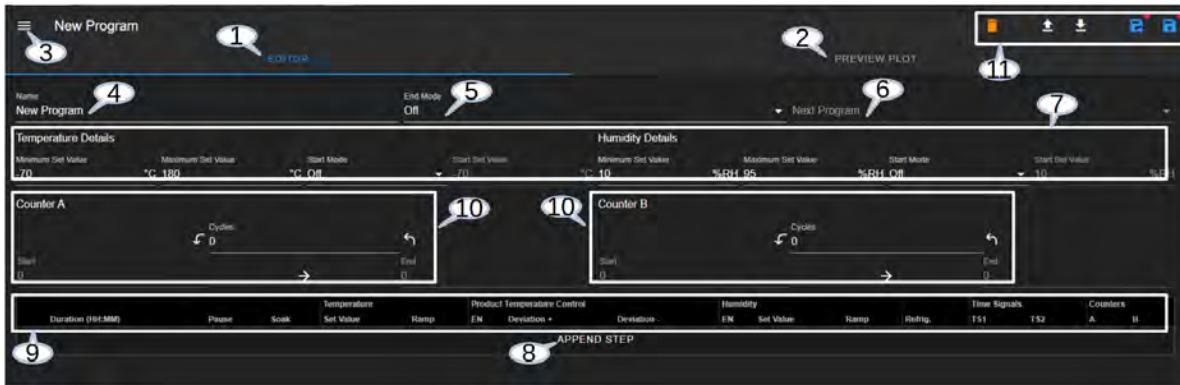 New Program
1
2
3
11
EDITOR
PREVIEW PLOT
4
5
6
7
Name
End Mode
New Program
Off
Next Program
Temperature Details
Humidity Details
Minimum Set Value
Maximum Set Value
Start Mode
Start Set Value
Minimum Set Value
Maximum Set Value
Start Mode
Start Set Value
-70 °C 180 °C Off -70 °C 10 %RH 95 %RH Off 10 %RH
Counter A
10
10
Counter B
Cycles
0
Cycles
0
Start
End
Start
End
0
0
0
0
Temperature
Product Temperature Control
Humidity
Time Signals
Counters
Duration (HH:MM) Pause Soak Set Value Ramp EN Deviation + Deviation - EN Set Value Ramp Refrig. TS1 TS2 A B
9
8
APPEND STEP